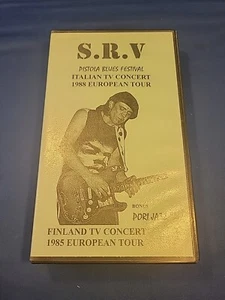 S.R.V
PISTOIA BLUES FESTIVAL
ITALIAN TV CONCERT
1988 EUROPEAN TOUR
PORI JAZZ
FINLAND TV CONCERT
1985 EUROPEAN TOUR